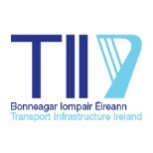 TII
Bonneagar Iompair Éireann
Transport Infrastructure Ireland